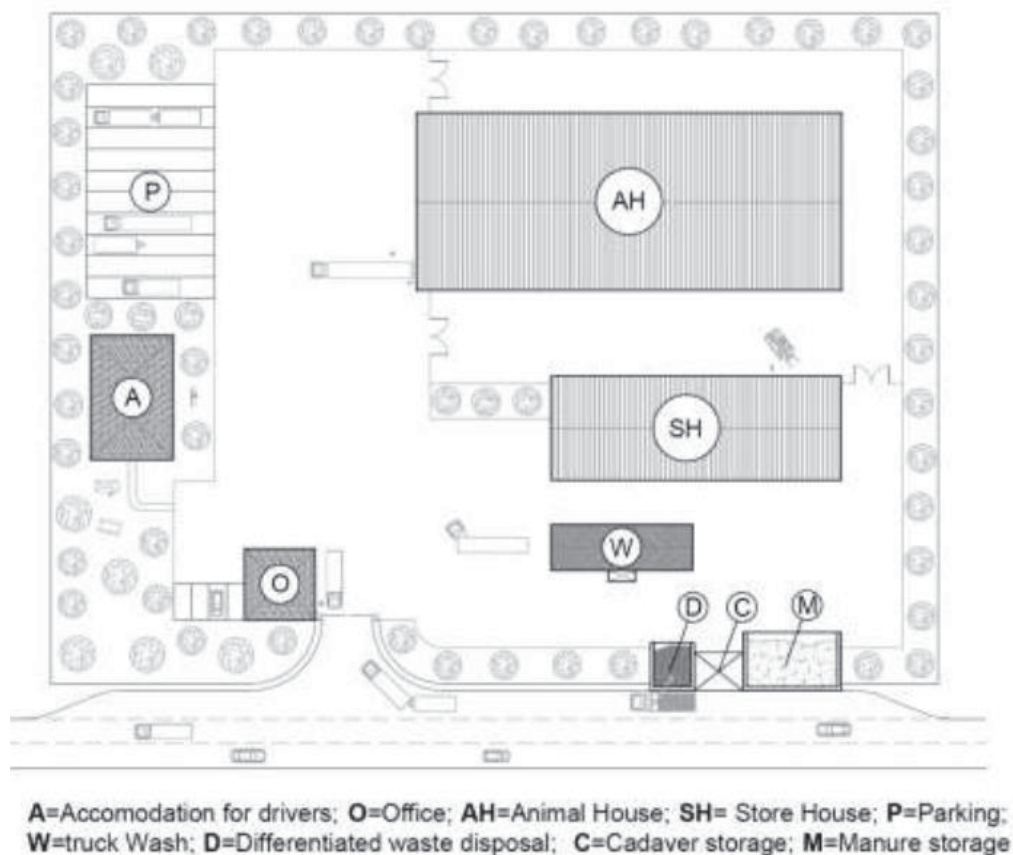 P
AH
A
SH
W
O
D
C
M
A=Accomodation for drivers; O=Office; AH=Animal House; SH= Store House; P=Parking;
W=truck Wash; D=Differentiated waste disposal; C=Cadaver storage; M=Manure storage